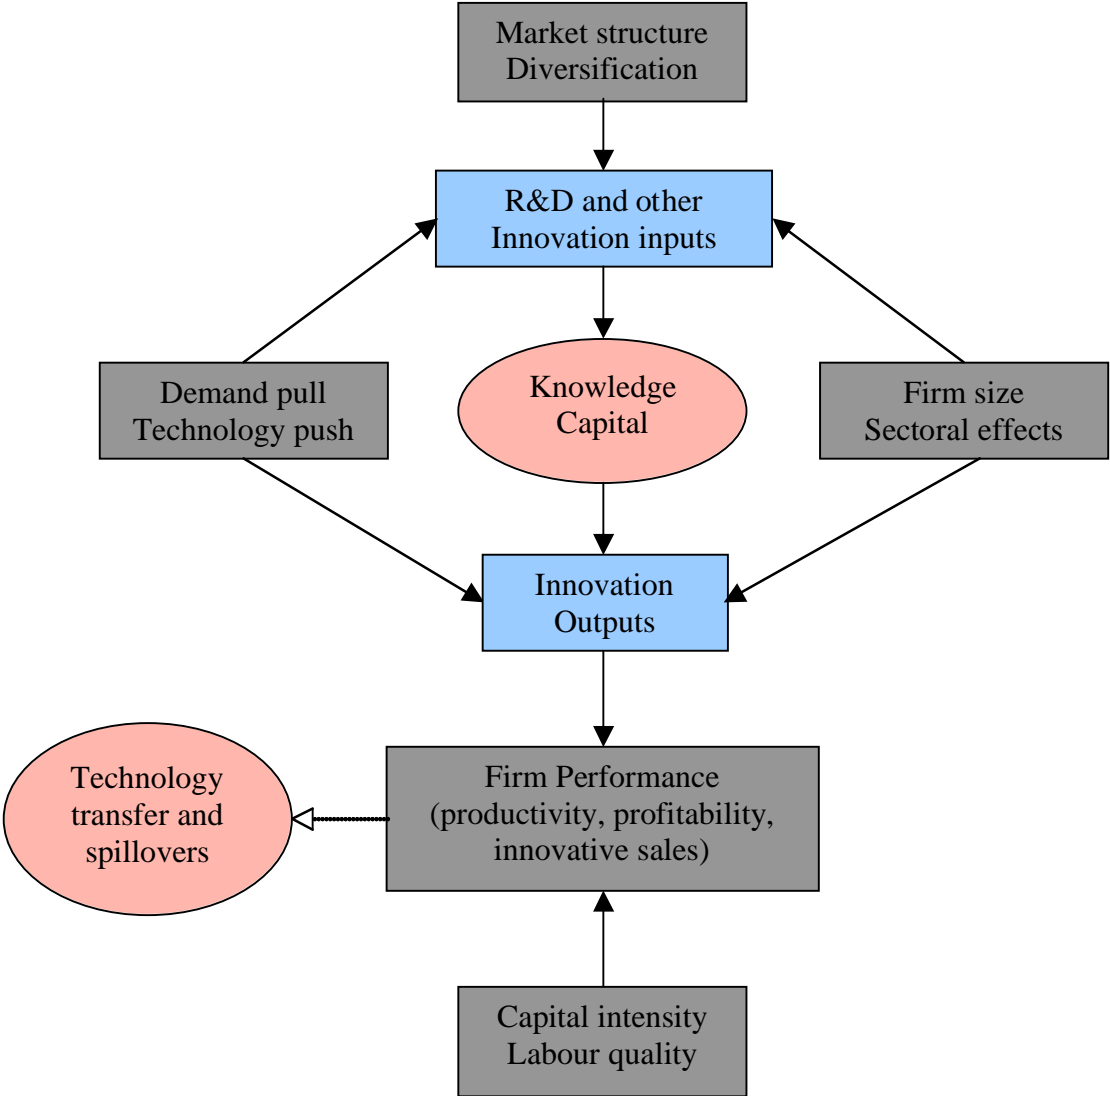 Market structure
Diversification
R&D and other
Innovation inputs
Demand pull
Technology push
Knowledge
Capital
Firm size
Sectoral effects
Innovation
Outputs
Technology
transfer and
spillovers
Firm Performance
(productivity, profitability,
innovative sales)
Capital intensity
Labour quality